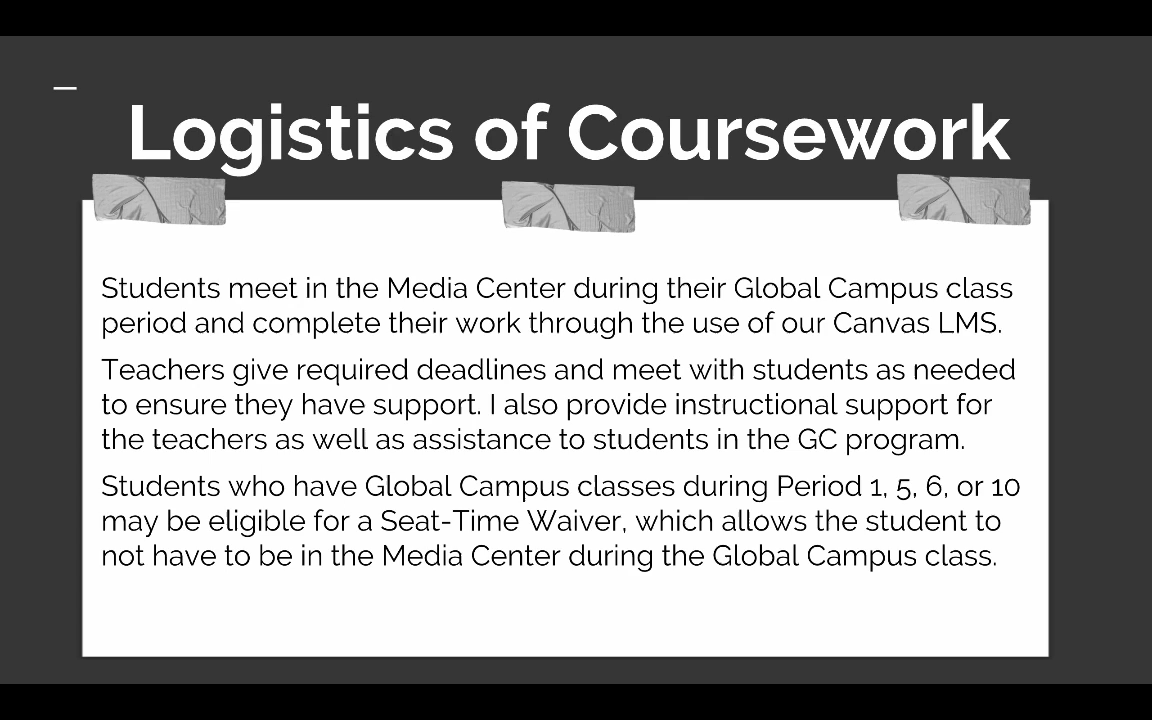 Logistics of Coursework
Students meet in the Media Center during their Global Campus class
period and complete their work through the use of our Canvas LMS.
Teachers give required deadlines and meet with students as needed
to ensure they have support. I also provide instructional support for
the teachers as well as assistance to students in the GC program.
Students who have Global Campus classes during Period 1, 5, 6, or 10
may be eligible for a Seat-Time Waiver, which allows the student to
not have to be in the Media Center during the Global Campus class.